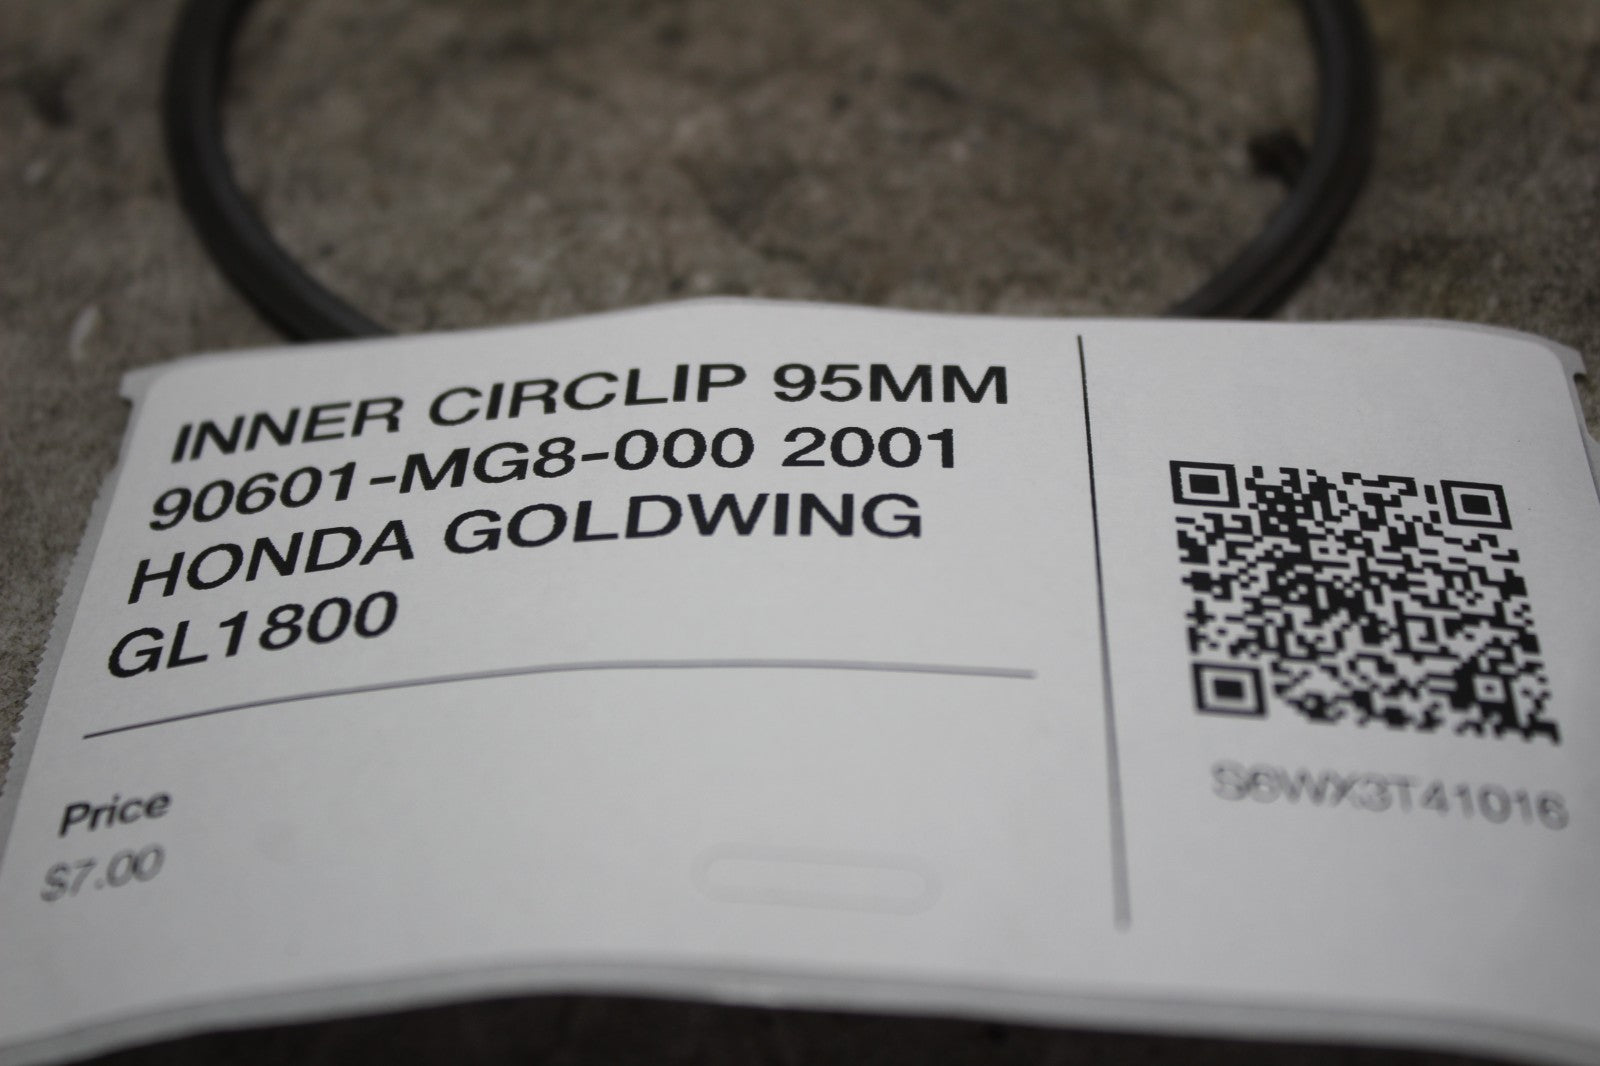 INNER CIRCLIP 95MM
90601-MG8-000 2001
HONDA GOLDWING
GL1800
Price
$7.00
S6WX3T41016